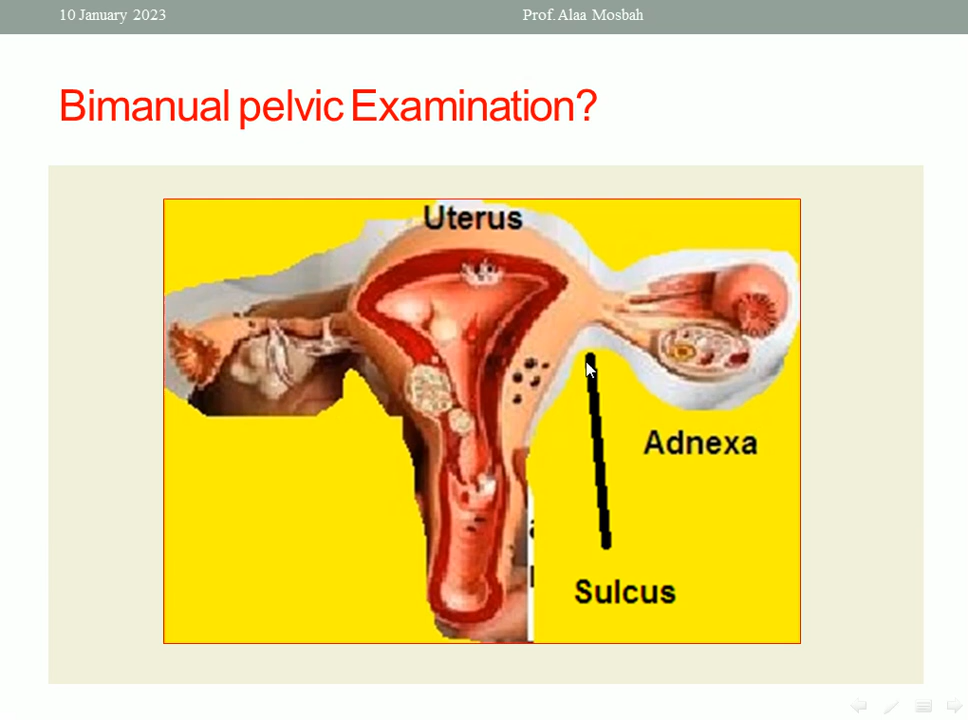 10 January 2023
Prof. Alaa Mosbah
Bimanual pelvic Examination?
Uterus
Adnexa
Sulcus